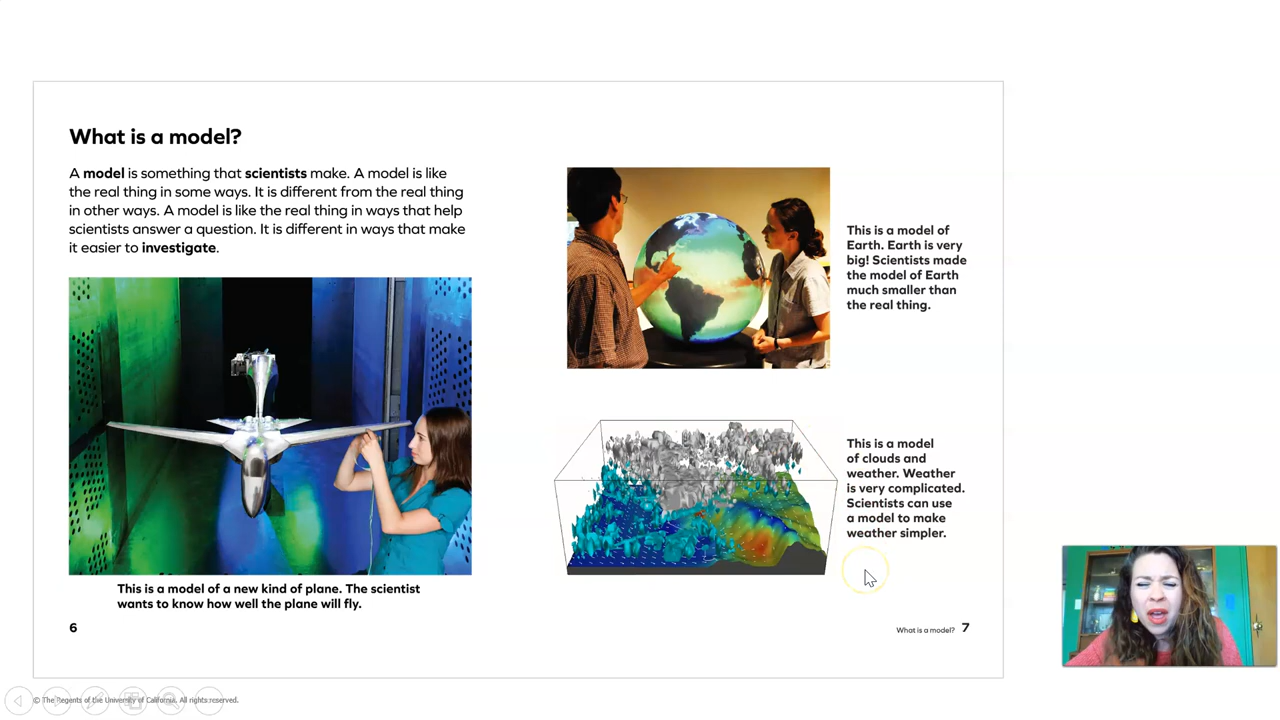 What is a model?
A model is something that scientists make. A model is like
the real thing in some ways. It is different from the real thing
in other ways. A model is like the real thing in ways that help
scientists answer a question. It is different in ways that make
it easier to investigate.
This is a model of a new kind of plane. The scientist
wants to know how well the plane will fly.
6
This is a model of
Earth. Earth is very
big! Scientists made
the model of Earth
much smaller than
the real thing.
This is a model
of clouds and
weather. Weather
is very complicated.
Scientists can use
a model to make
weather simpler.
What is a model? 7
© The Regents of the University of California. All rights reserved.